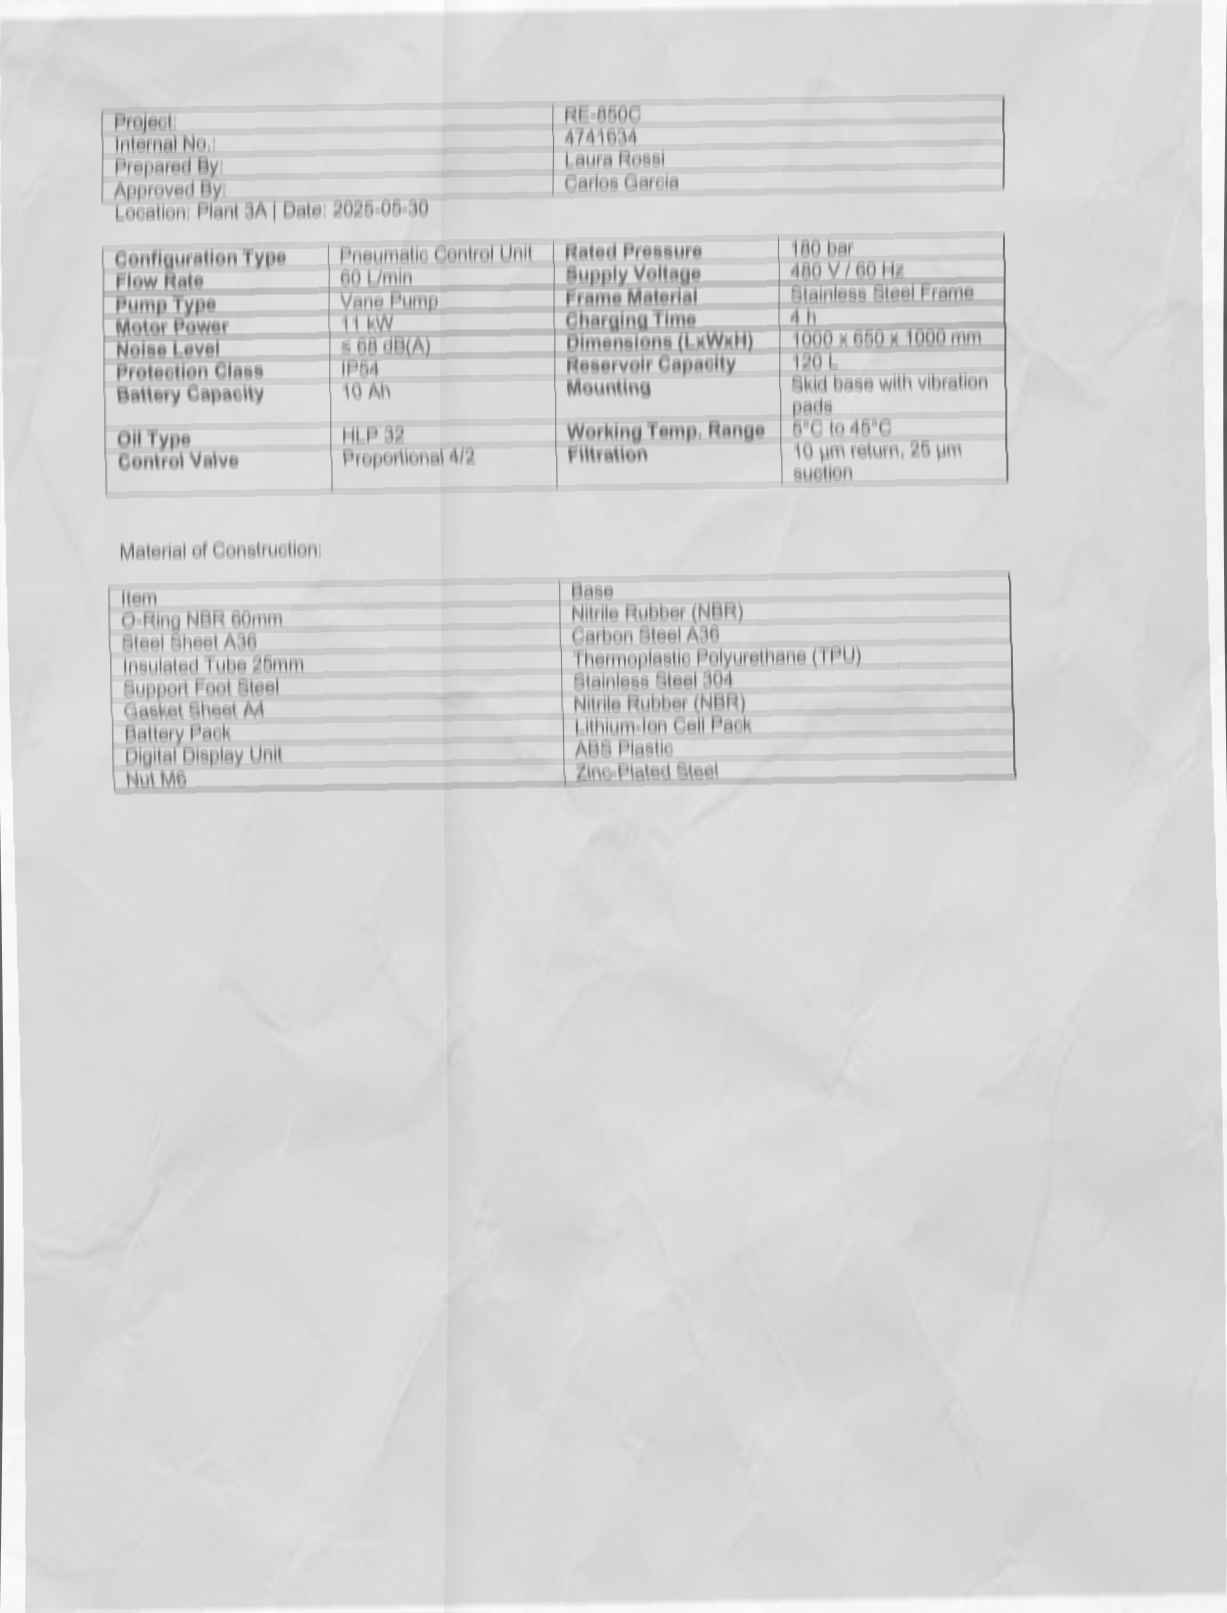 Project: RE-850C
Internal No.: 4741634
Prepared By: Laura Rossi
Approved By: Carlos Garcia
Location: Plant 3A | Date: 2025-05-30
Configuration Type Pneumatic Control Unit Rated Pressure 180 bar
Flow Rate 60 L/min Supply Voltage 480 V / 60 Hz
Pump Type Vane Pump Frame Material Stainless Steel Frame
Motor Power 11 kW Charging Time 4 h
Noise Level ≤ 68 dB(A) Dimensions (LxWxH) 1000 × 650 × 1000 mm
Protection Class IP54 Reservoir Capacity 120 L
Battery Capacity 10 Ah Mounting Skid base with vibration
pads
Oil Type HLP 32 Working Temp. Range 5°C to 45°C
Control Valve Proportional 4/2 Filtration 10 µm return, 25 µm
suction
Material of Construction:
Item Base
O-Ring NBR 60mm Nitrile Rubber (NBR)
Steel Sheet A36 Carbon Steel A36
Insulated Tube 25mm Thermoplastic Polyurethane (TPU)
Support Foot Steel Stainless Steel 304
Gasket Sheet A4 Nitrile Rubber (NBR)
Battery Pack Lithium-Ion Cell Pack
Digital Display Unit ABS Plastic
Nut M6 Zinc-Plated Steel